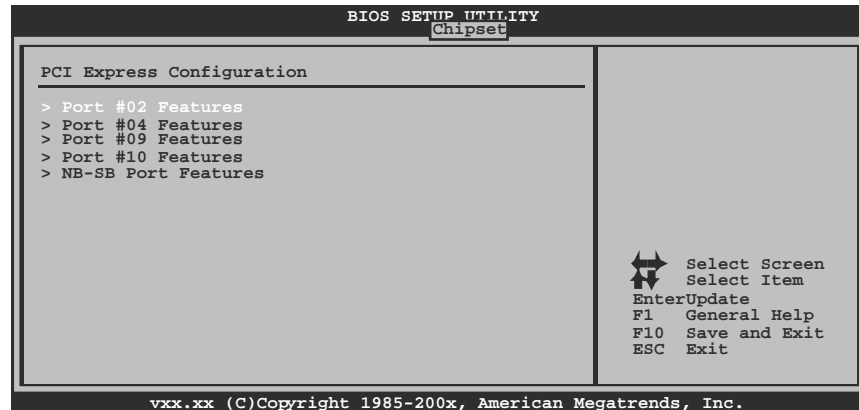 BIOS SETUP UTILITY
Chipset
PCI Express Configuration
> Port #02 Features
> Port #04 Features
> Port #09 Features
> Port #10 Features
> NB-SB Port Features
Select Screen
Select Item
EnterUpdate
F1 General Help
F10 Save and Exit
ESC Exit
vxx.xx (C)Copyright 1985-200x, American Megatrends, Inc.